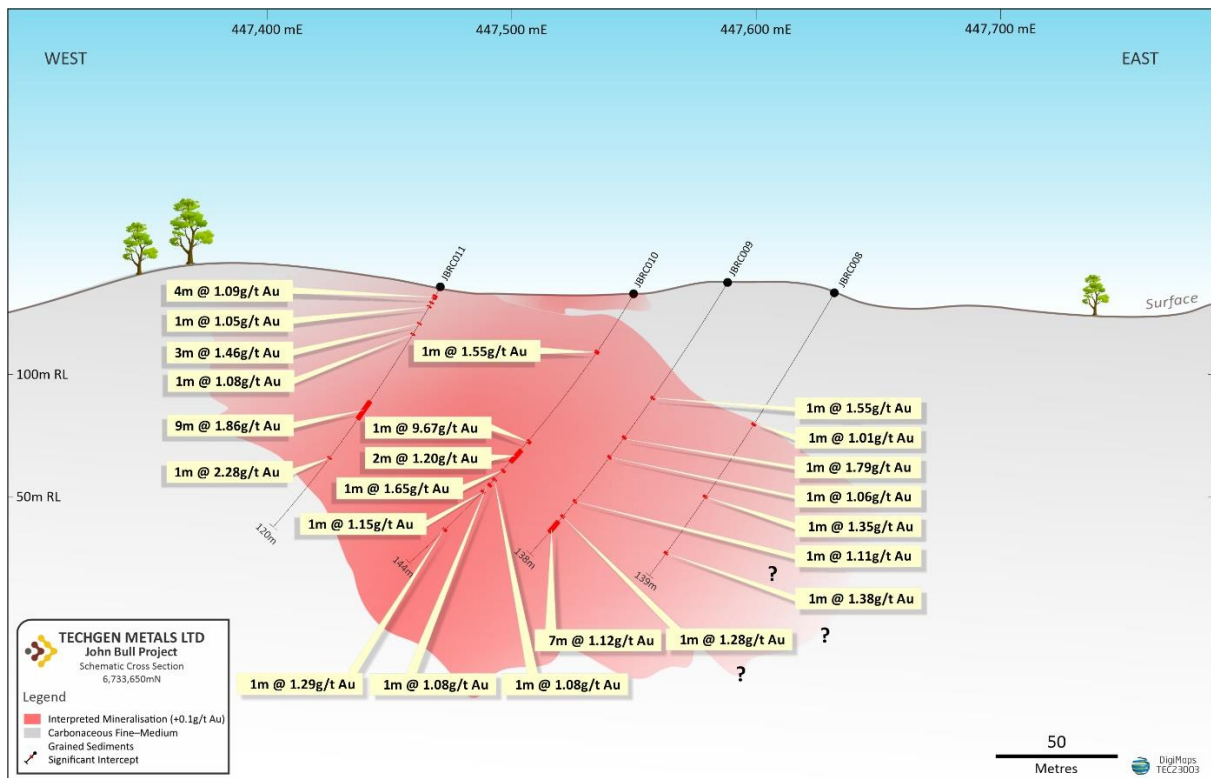 447,400 mE
447,500 mE
447,600 mE
447,700 mE
WEST
EAST
JBRC011
JBRC010
JBRC009
JBRC008
Surface
4m @ 1.09g/t Au
1m @ 1.05g/t Au
3m @ 1.46g/t Au
1m @ 1.08g/t Au
9m @ 1.86g/t Au
1m @ 2.28g/t Au
1m @ 1.55g/t Au
1m @ 9.67g/t Au
2m @ 1.20g/t Au
1m @ 1.65g/t Au
1m @ 1.15g/t Au
1m @ 1.55g/t Au
1m @ 1.01g/t Au
1m @ 1.79g/t Au
1m @ 1.06g/t Au
1m @ 1.35g/t Au
1m @ 1.11g/t Au
1m @ 1.38g/t Au
100m RL
50m RL
120m
144m
138m
139m
?
?
?
7m @ 1.12g/t Au
1m @ 1.28g/t Au
1m @ 1.29g/t Au
1m @ 1.08g/t Au
1m @ 1.08g/t Au
TECHGEN METALS LTD
John Bull Project
Schematic Cross Section
6,733,650mN
Legend
Interpreted Mineralisation (+0.1g/t Au)
Carbonaceous Fine–Medium
Grained Sediments
Significant Intercept
50
Metres
DigiMaps
TEC23003